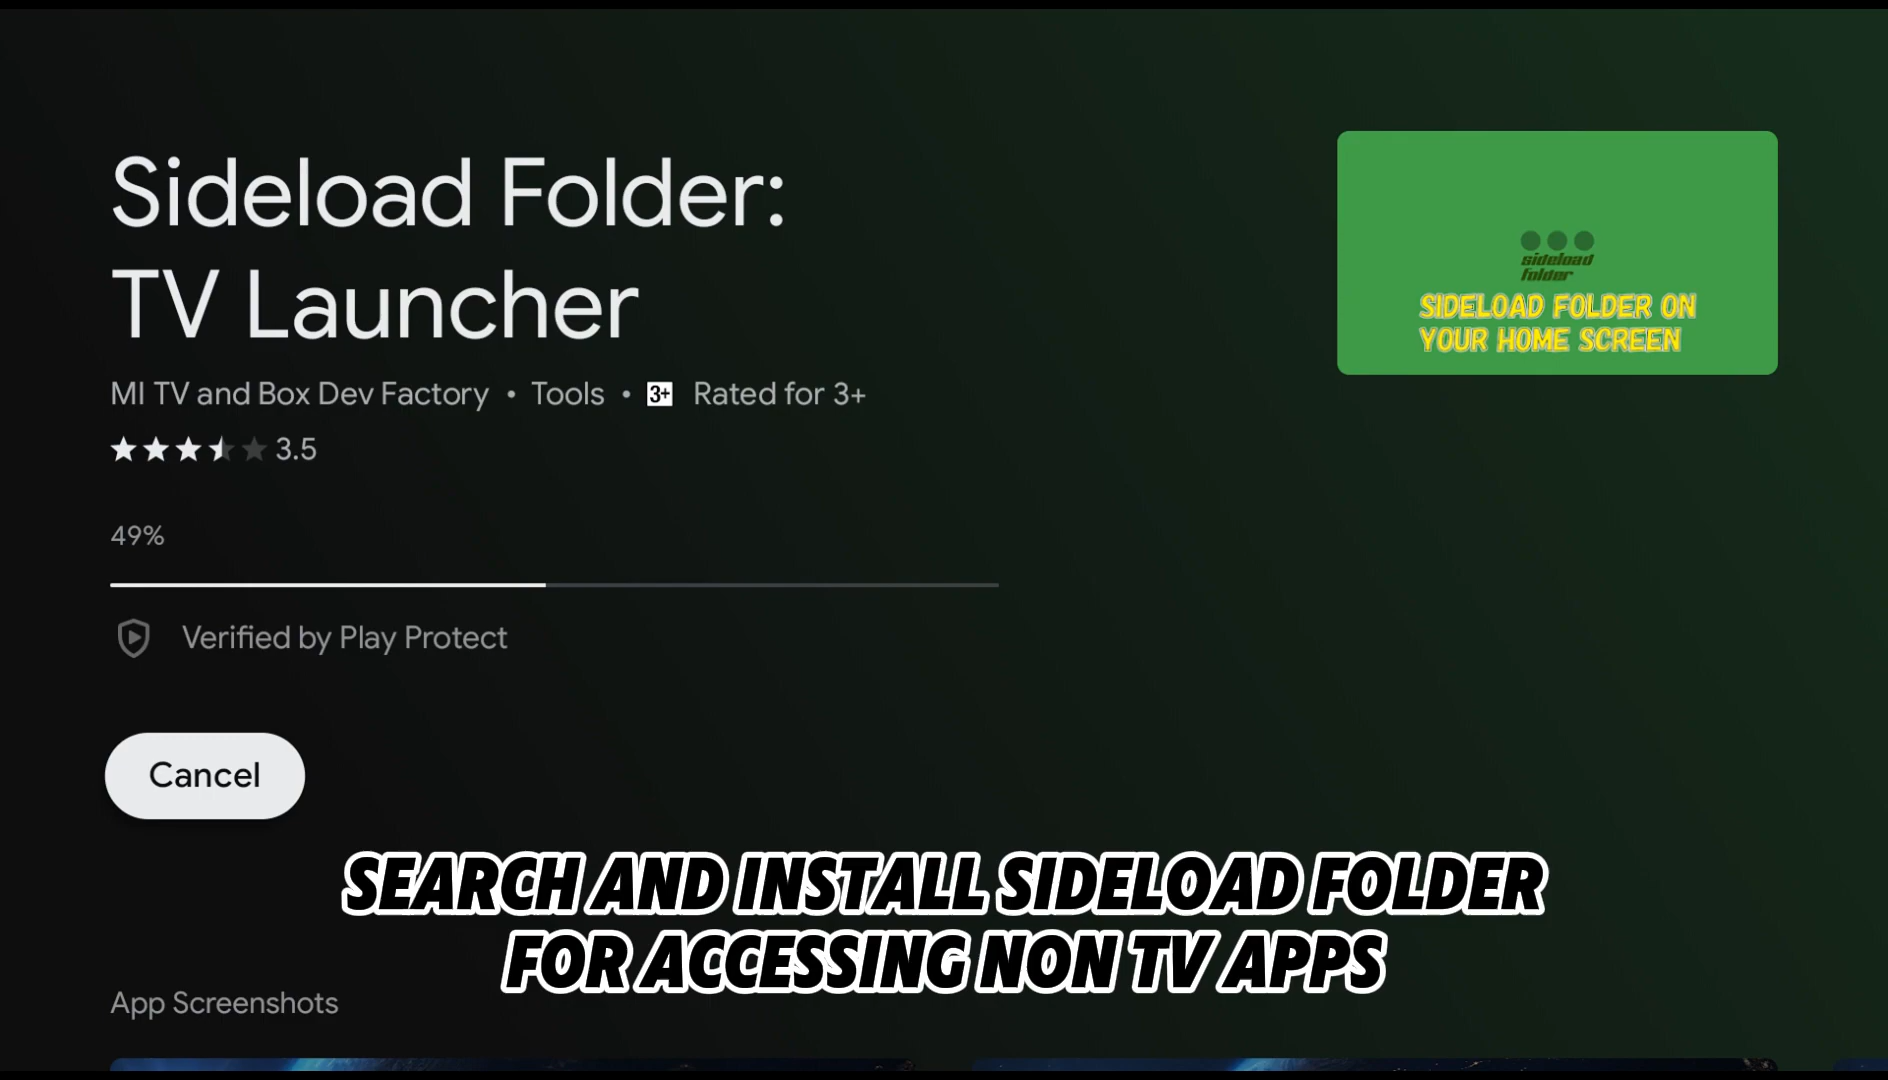 Sideload Folder:
TV Launcher
MI TV and Box Dev Factory • Tools • 3+ Rated for 3+
3.5
49%
Verified by Play Protect
Cancel
sideload
folder
SIDELOAD FOLDER ON
YOUR HOME SCREEN
SEARCH AND INSTALL SIDELOAD FOLDER
FOR ACCESSING NON TV APPS
App Screenshots